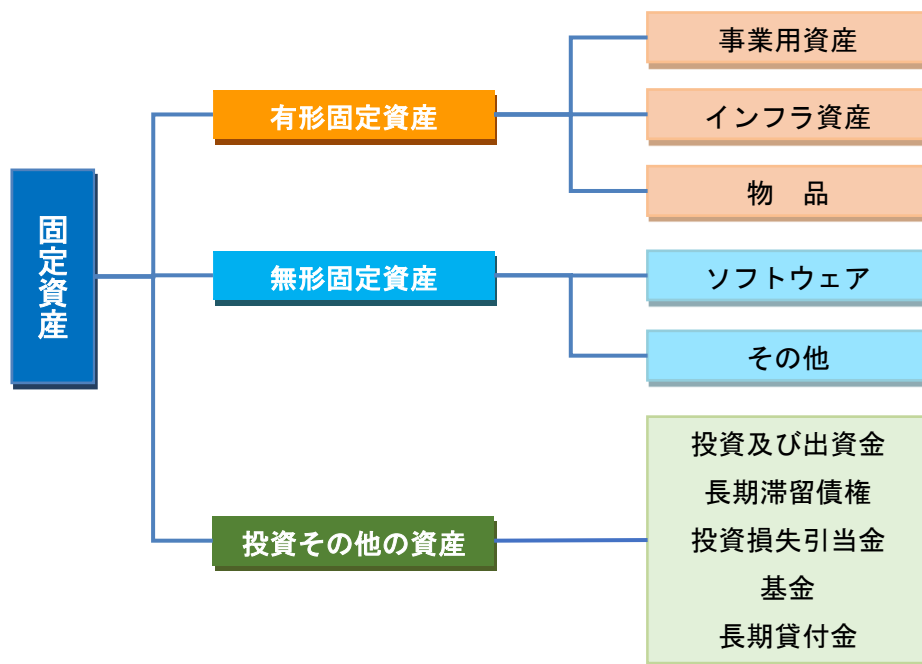 固定資産
有形固定資産
事業用資産
インフラ資産
物　品
無形固定資産
ソフトウェア
その他
投資その他の資産
投資及び出資金
長期滞留債権
投資損失引当金
基金
長期貸付金